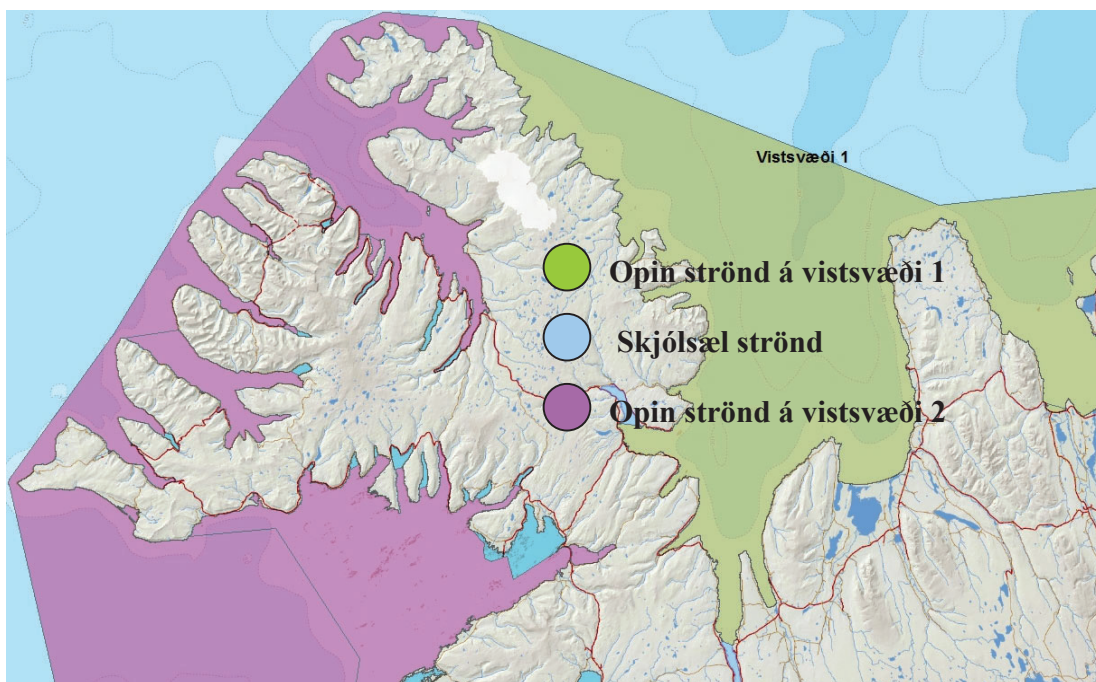 Vistsvæði 1
Opin strönd á vistsvæði 1
Skjólsæl strönd
Opin strönd á vistsvæði 2